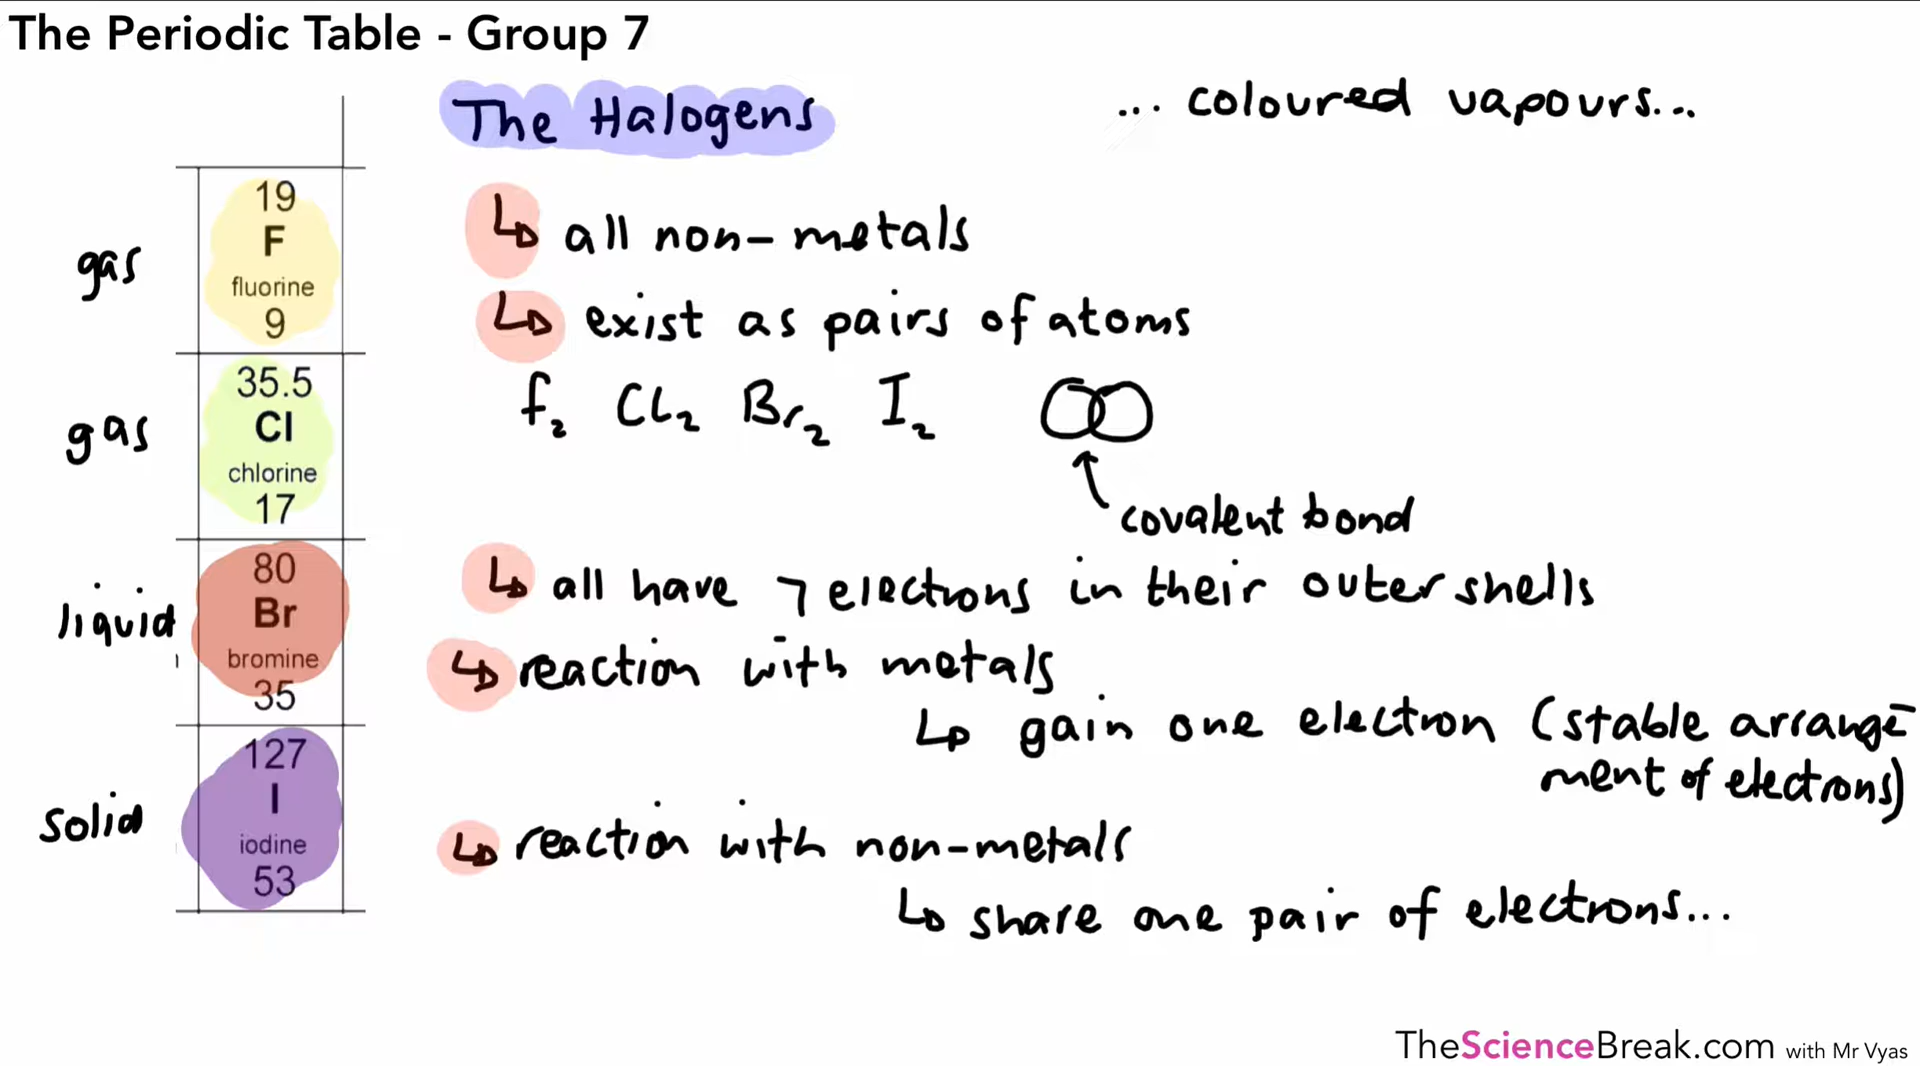 The Periodic Table - Group 7
The Halogens
... coloured vapours...
gas
19
F
fluorine
9
all non-metals
exist as pairs of atoms
gas
35.5
Cl
chlorine
17
f₂ Cl₂ Br₂ I₂
covalent bond
liquid
80
Br
bromine
35
all have 7 electrons in their outer shells
reaction with metals
gain one electron (stable arrange-
ment of electrons)
solid
127
I
iodine
53
reaction with non-metals
share one pair of electrons...
TheScienceBreak.com with Mr Vyas